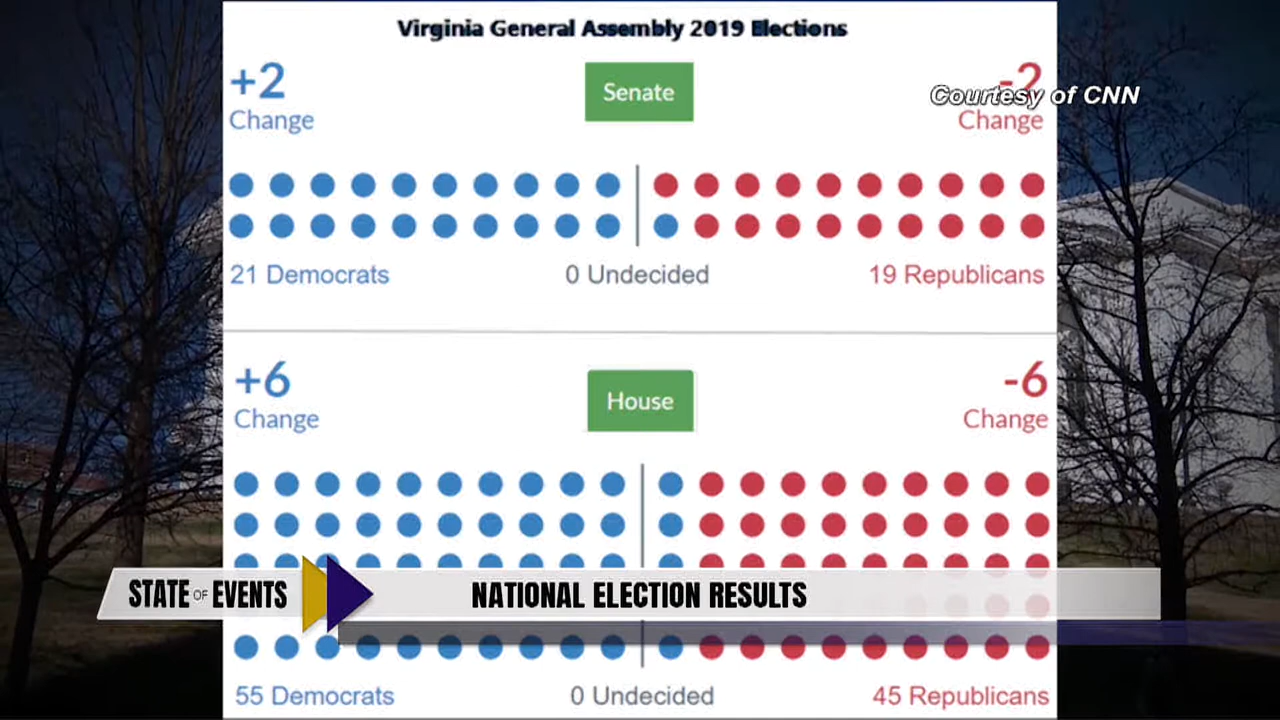 Virginia General Assembly 2019 Elections
+2
Change
Senate
-2
Change
Courtesy of CNN
21 Democrats
0 Undecided
19 Republicans
+6
Change
House
-6
Change
STATE OF EVENTS
NATIONAL ELECTION RESULTS
55 Democrats
0 Undecided
45 Republicans